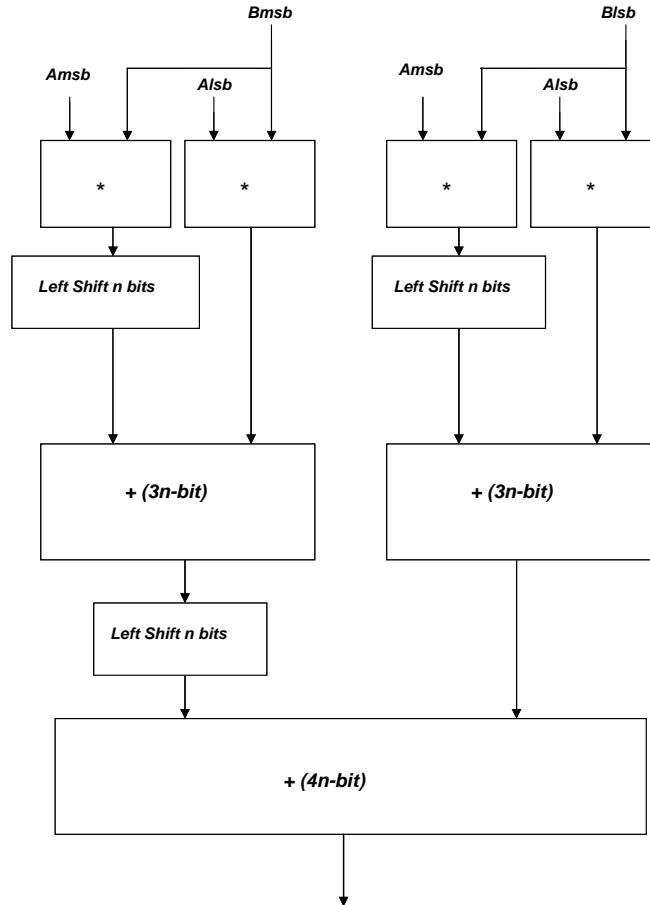 Bmsb
Blsb
Amsb
Alsb
Amsb
Alsb
*
*
*
*
Left Shift n bits
Left Shift n bits
+ (3n-bit)
+ (3n-bit)
Left Shift n bits
+ (4n-bit)